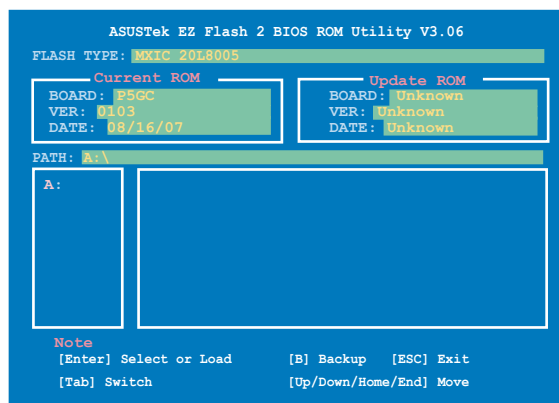 ASUSTek EZ Flash 2 BIOS ROM Utility V3.06
FLASH TYPE: MXIC 20L8005
Current ROM
BOARD: P5GC
VER: 0103
DATE: 08/16/07
Update ROM
BOARD: Unknown
VER: Unknown
DATE: Unknown
PATH: A:\
A:
Note
[Enter] Select or Load
[B] Backup
[ESC] Exit
[Tab] Switch
[Up/Down/Home/End] Move